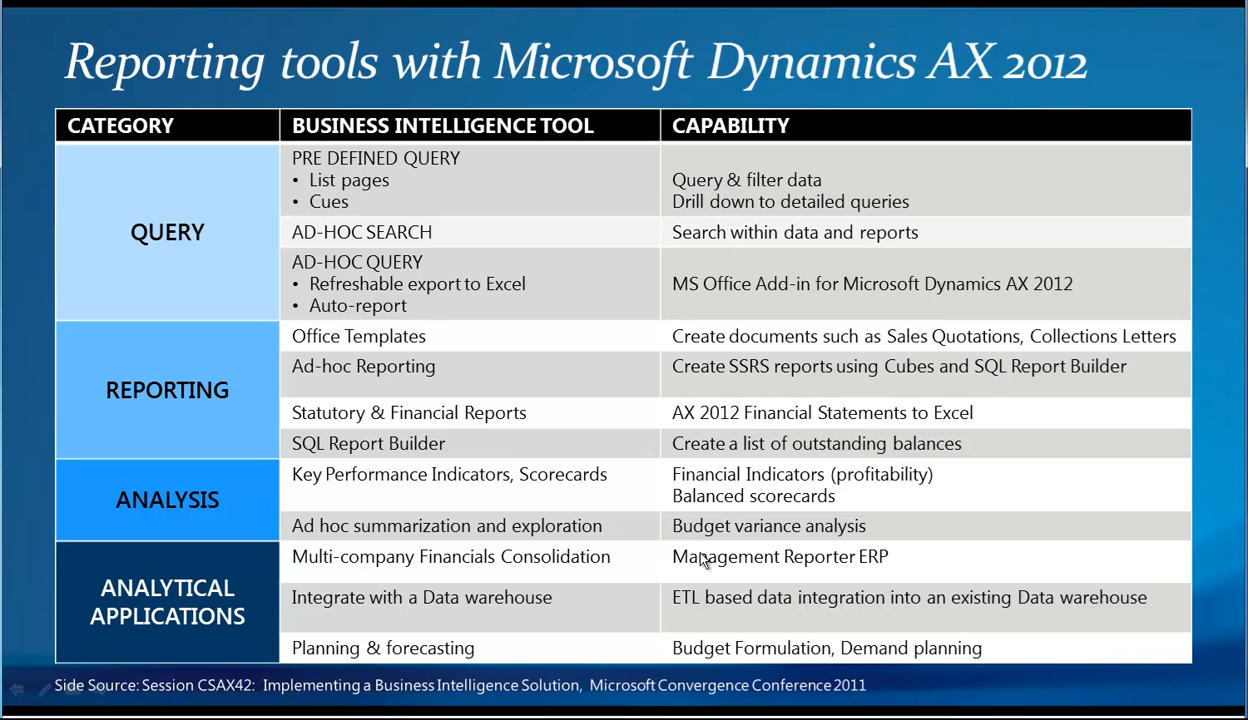 Reporting tools with Microsoft Dynamics AX 2012
CATEGORY BUSINESS INTELLIGENCE TOOL CAPABILITY
QUERY
PRE DEFINED QUERY
• List pages
• Cues
Query & filter data
Drill down to detailed queries
AD-HOC SEARCH
Search within data and reports
AD-HOC QUERY
• Refreshable export to Excel
• Auto-report
MS Office Add-in for Microsoft Dynamics AX 2012
REPORTING
Office Templates
Create documents such as Sales Quotations, Collections Letters
Ad-hoc Reporting
Create SSRS reports using Cubes and SQL Report Builder
Statutory & Financial Reports
AX 2012 Financial Statements to Excel
SQL Report Builder
Create a list of outstanding balances
ANALYSIS
Key Performance Indicators, Scorecards
Financial Indicators (profitability)
Balanced scorecards
Ad hoc summarization and exploration
Budget variance analysis
ANALYTICAL
APPLICATIONS
Multi-company Financials Consolidation
Management Reporter ERP
Integrate with a Data warehouse
ETL based data integration into an existing Data warehouse
Planning & forecasting
Budget Formulation, Demand planning
Side Source: Session CSAX42: Implementing a Business Intelligence Solution, Microsoft Convergence Conference 2011